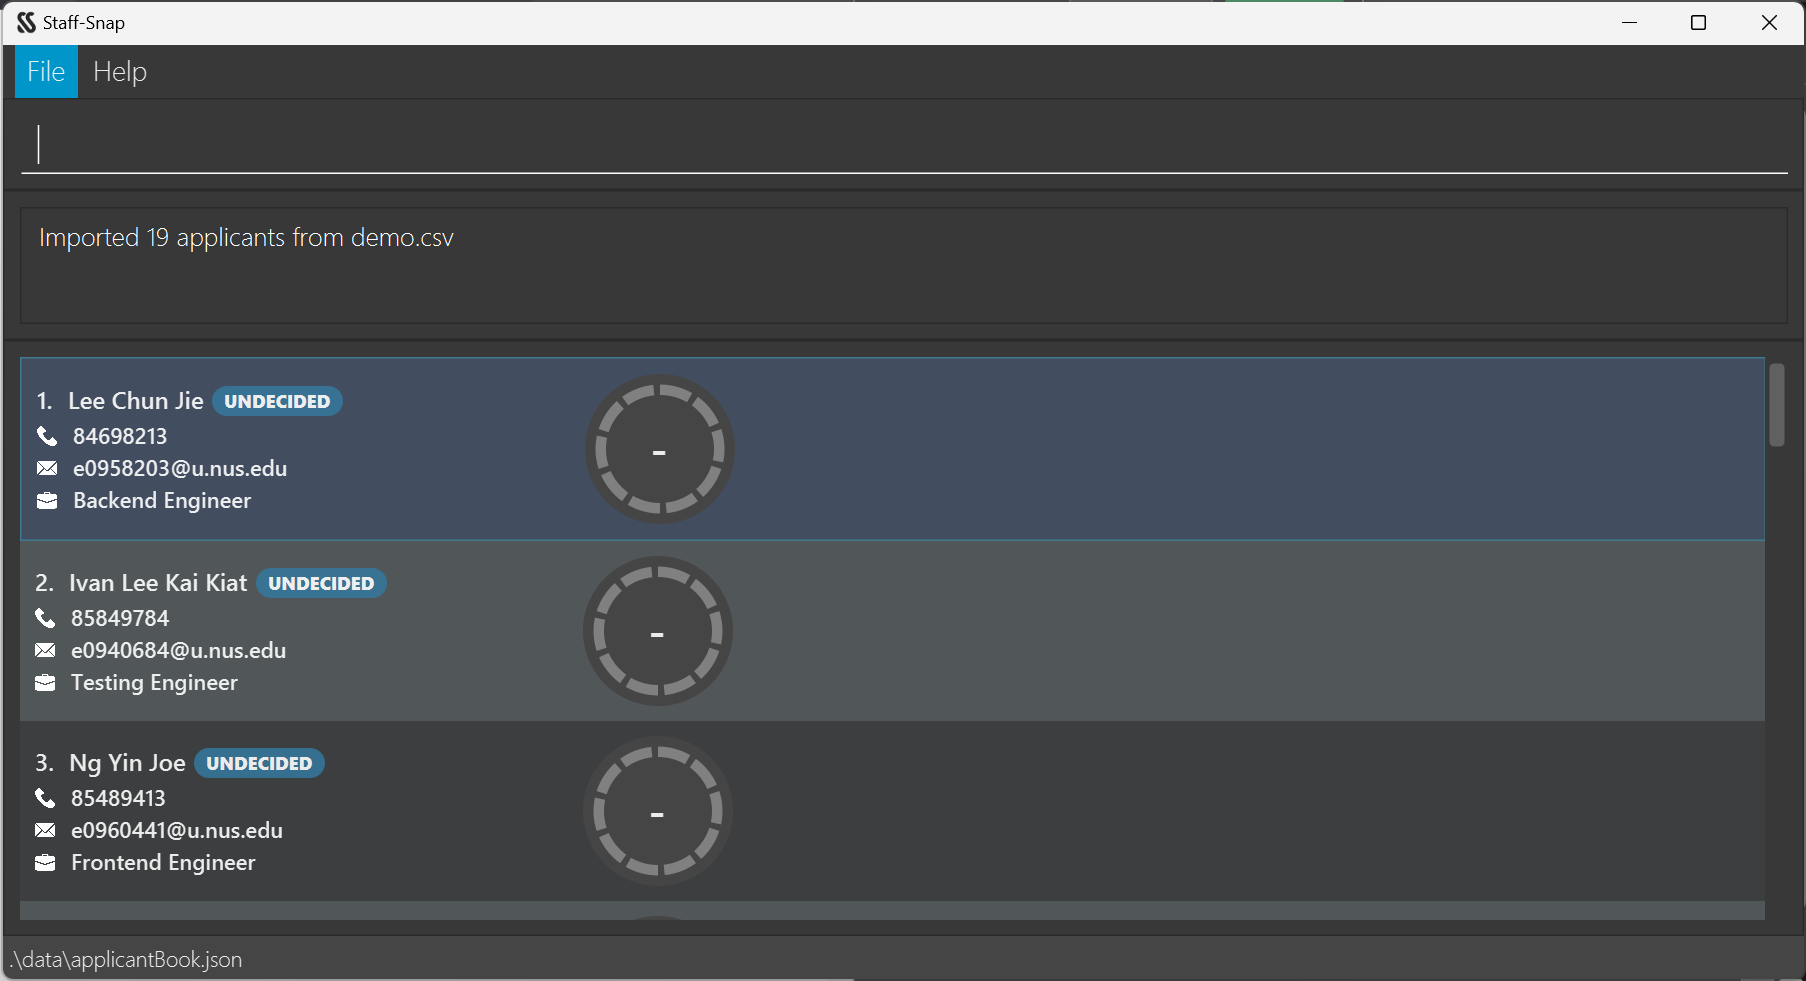 Staff-Snap
File Help
Imported 19 applicants from demo.csv
1. Lee Chun Jie UNDECIDED
84698213
e0958203@u.nus.edu
Backend Engineer
-
2. Ivan Lee Kai Kiat UNDECIDED
85849784
e0940684@u.nus.edu
Testing Engineer
-
3. Ng Yin Joe UNDECIDED
85489413
e0960441@u.nus.edu
Frontend Engineer
-
.\data\applicantBook.json